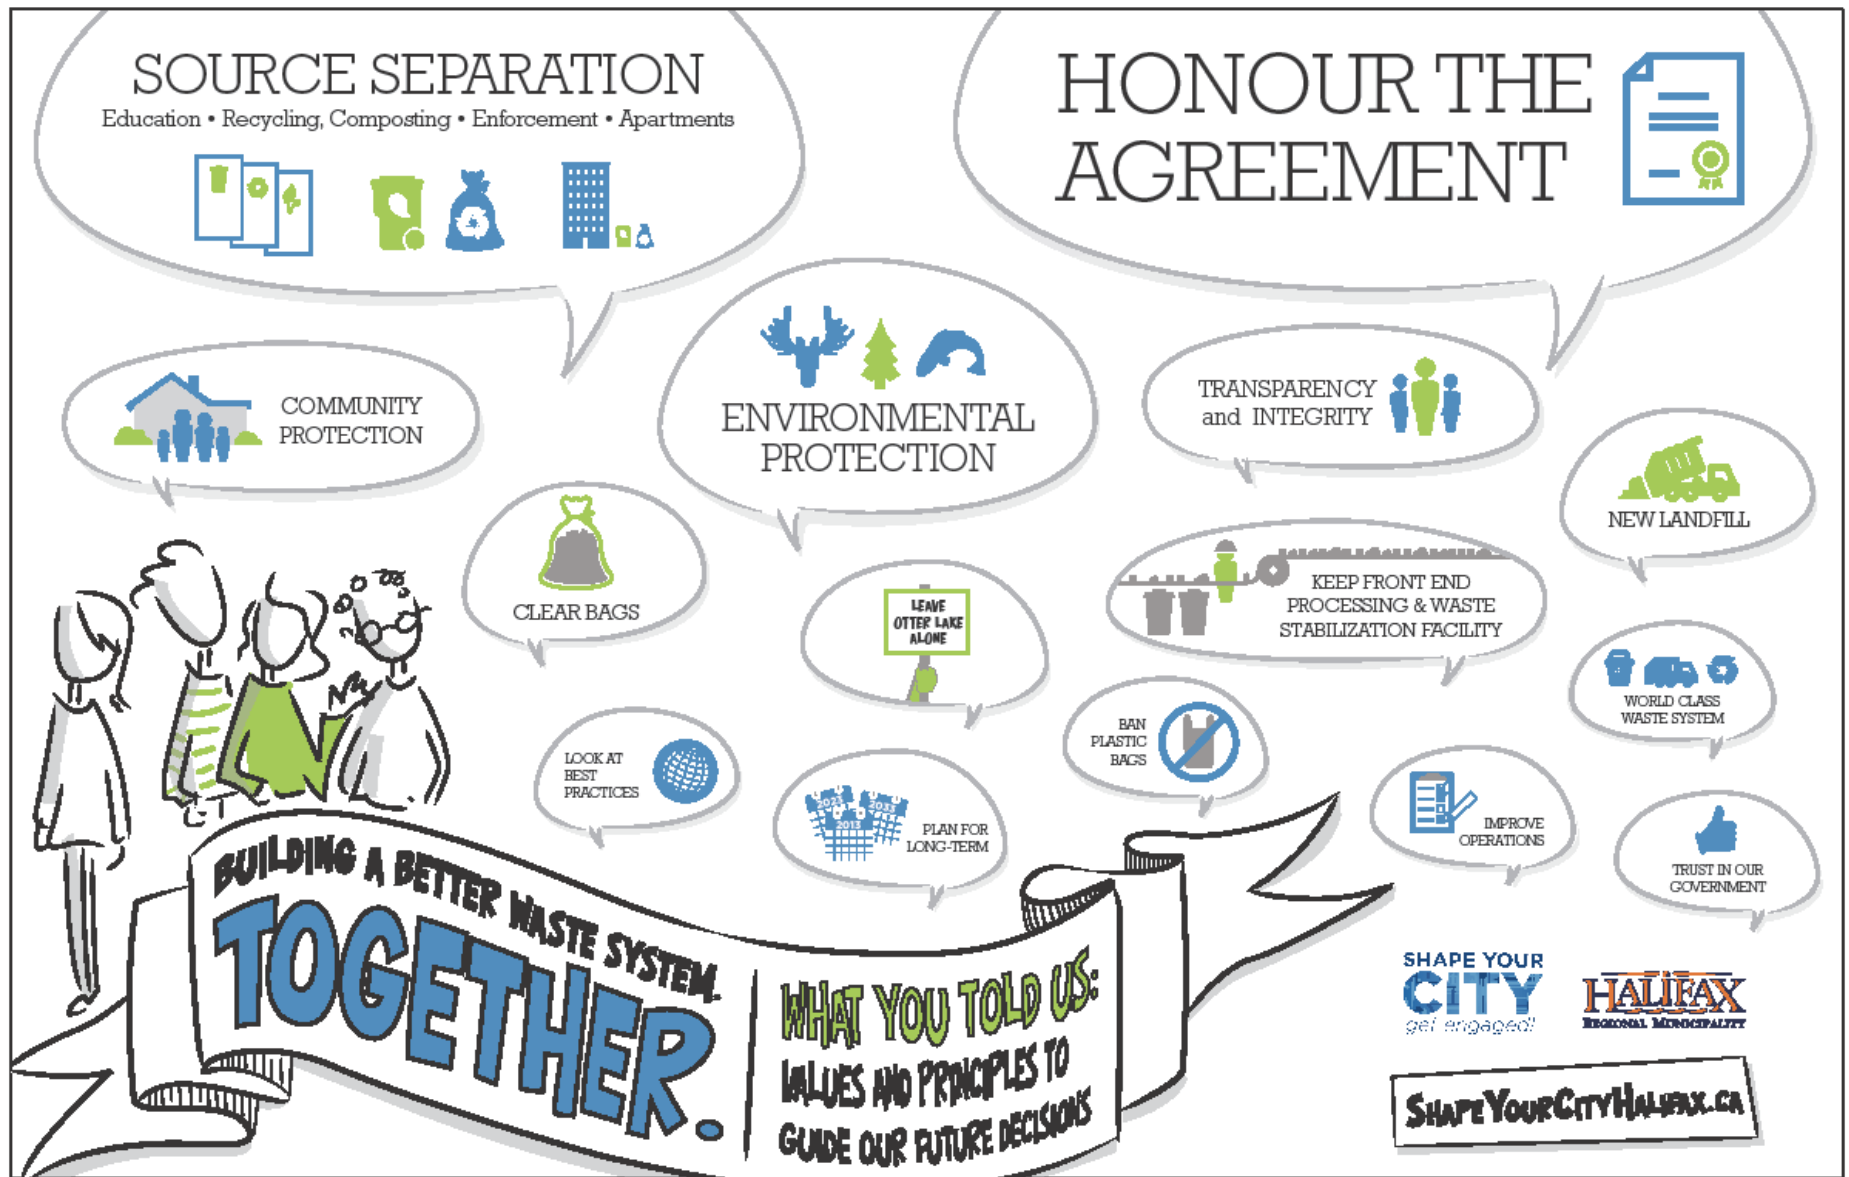 SOURCE SEPARATION
Education • Recycling, Composting • Enforcement • Apartments
HONOUR THE
AGREEMENT
COMMUNITY
PROTECTION
ENVIRONMENTAL
PROTECTION
TRANSPARENCY
and INTEGRITY
NEW LANDFILL
CLEAR BAGS
LEAVE
OTTER LAKE
ALONE
KEEP FRONT END
PROCESSING & WASTE
STABILIZATION FACILITY
WORLD CLASS
WASTE SYSTEM
LOOK AT
BEST
PRACTICES
2023
2033
2013
PLAN FOR
LONG-TERM
BAN
PLASTIC
BAGS
IMPROVE
OPERATIONS
TRUST IN OUR
GOVERNMENT
BUILDING A BETTER WASTE SYSTEM.
TOGETHER.
WHAT YOU TOLD US:
VALUES AND PRINCIPLES TO
GUIDE OUR FUTURE DECISIONS
SHAPE YOUR
CITY
get engaged!
HALIFAX
REGIONAL MUNICIPALITY
SHAPEYOURCITYHALIFAX.CA